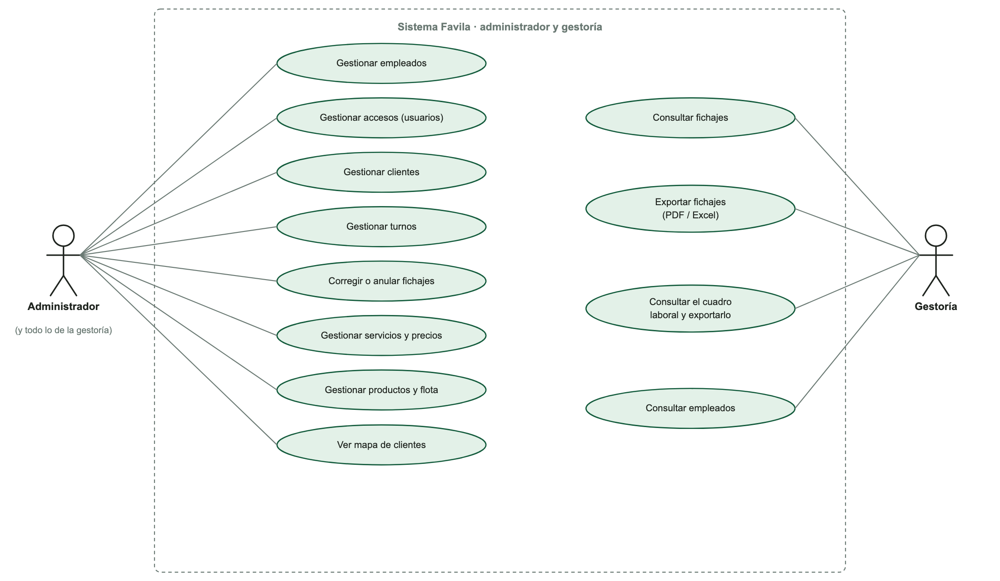 Sistema Favila · administrador y gestoría
Gestionar empleados
Gestionar accesos (usuarios)
Gestionar clientes
Gestionar turnos
Corregir o anular fichajes
Gestionar servicios y precios
Gestionar productos y flota
Ver mapa de clientes
Consultar fichajes
Exportar fichajes
(PDF / Excel)
Consultar el cuadro
laboral y exportarlo
Consultar empleados
Administrador
(y todo lo de la gestoría)
Gestoría